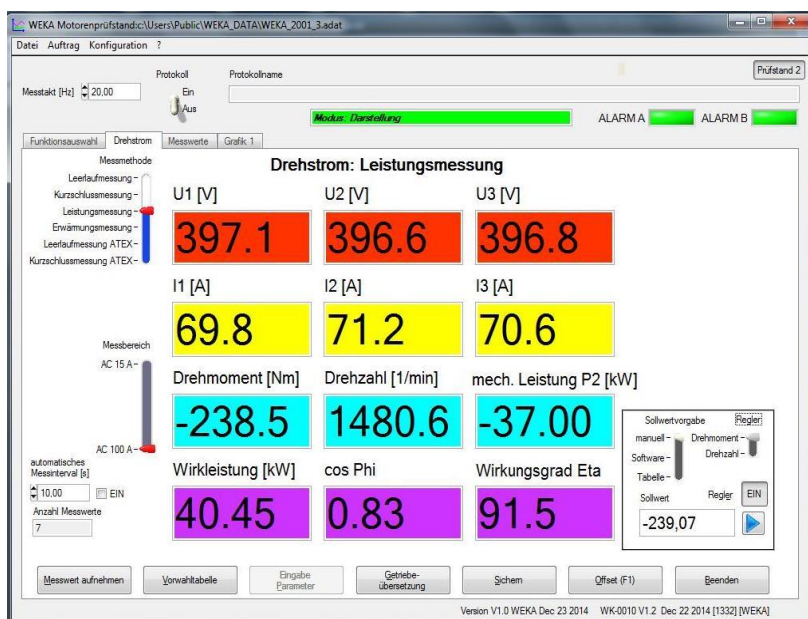 WEKA Motorenprüfstand:c:\Users\Public\WEKA_DATA\WEKA_2001_3.adat
Datei Auftrag Konfiguration ?
Prüfstand 2
Protokoll Protokollname
Messtakt [Hz] 20.00 Ein
Aus
Modus: Darstellung ALARM A ALARM B
Funktionsauswahl Drehstrom Messwerte Grafik 1
Messmethode
Leerlaufmessung
Kurzschlussmessung
Leistungsmessung
Erwärmungsmessung
Leerlaufmessung ATEX
Kurzschlussmessung ATEX
Messbereich
AC 15 A
AC 100 A
automatisches
Messinterval [s]
10.00 EIN
Anzahl Messwerte
7
Drehstrom: Leistungsmessung
U1 [V] U2 [V] U3 [V]
397.1 396.6 396.8
I1 [A] I2 [A] I3 [A]
69.8 71.2 70.6
Drehmoment [Nm] Drehzahl [1/min] mech. Leistung P2 [kW]
-238.5 1480.6 -37.00
Wirkleistung [kW] cos Phi Wirkungsgrad Eta
40.45 0.83 91.5
Sollwertvorgabe Regler
manuell Drehmoment
Software Drehzahl
Tabelle
Sollwert Regler EIN
-239,07
Messwert aufnehmen Vorwahltabelle Eingabe Parameter Getriebe-übersetzung Sichern Offset (F1) Beenden
Version V1.0 WEKA Dec 23 2014 WK-0010 V1.2 Dec 22 2014 [1332] [WEKA]